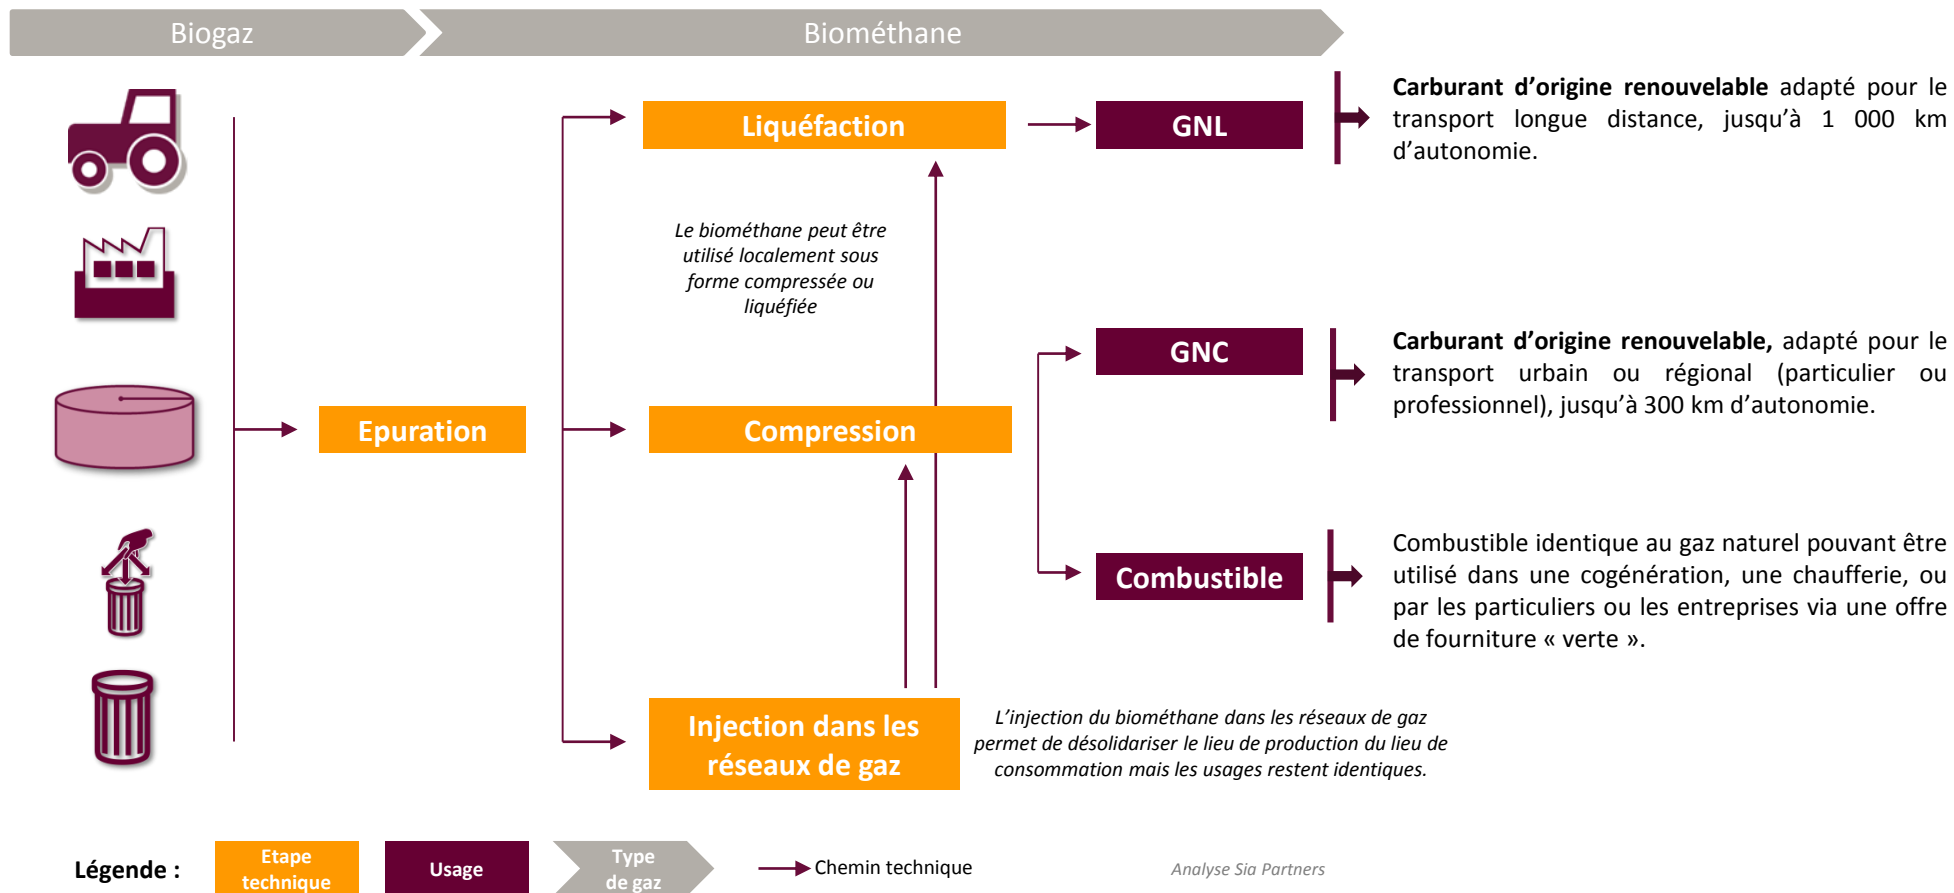 Biogaz
Biométhane
Liquéfaction
GNL
Carburant d’origine renouvelable adapté pour le
transport longue distance, jusqu’à 1 000 km
d’autonomie.
Le biométhane peut être
utilisé localement sous
forme compressée ou
liquéfiée
GNC
Carburant d’origine renouvelable, adapté pour le
transport urbain ou régional (particulier ou
professionnel), jusqu’à 300 km d’autonomie.
Epuration
Compression
Combustible
Combustible identique au gaz naturel pouvant être
utilisé dans une cogénération, une chaufferie, ou
par les particuliers ou les entreprises via une offre
de fourniture « verte ».
Injection dans les
réseaux de gaz
L’injection du biométhane dans les réseaux de gaz
permet de désolidariser le lieu de production du lieu de
consommation mais les usages restent identiques.
Légende :
Etape
technique
Usage
Type
de gaz
Chemin technique
Analyse Sia Partners